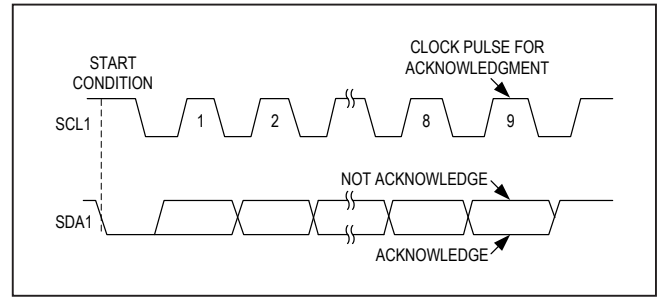 START
CONDITION
CLOCK PULSE FOR
ACKNOWLEDGMENT
SCL1
1
2
8
9
NOT ACKNOWLEDGE
SDA1
ACKNOWLEDGE